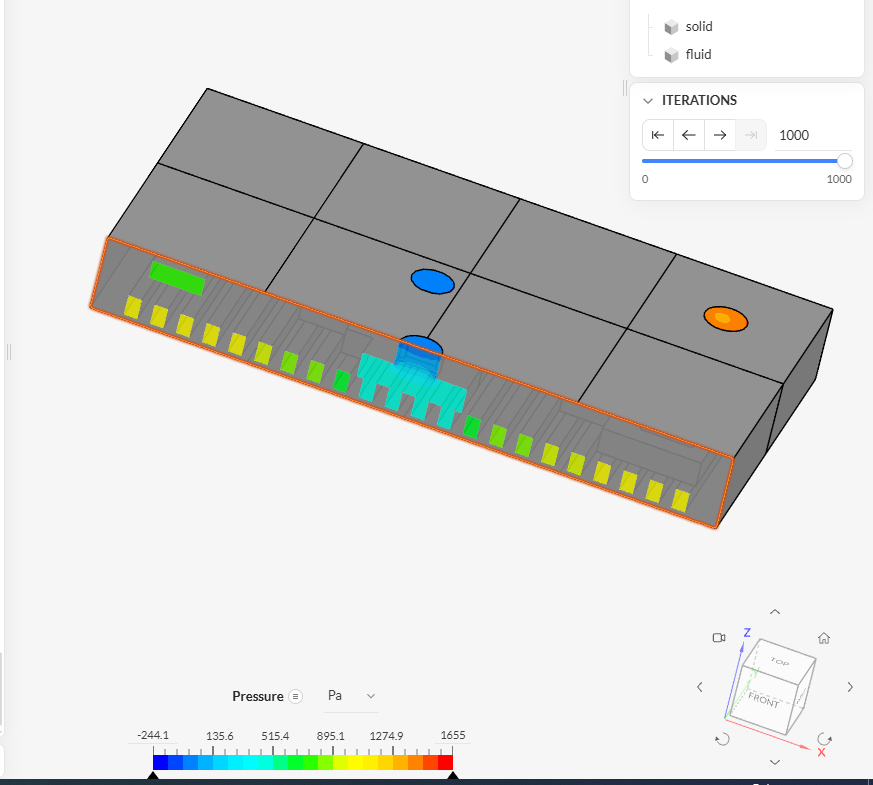 solid
fluid
ITERATIONS
1000
0 1000
Z
TOP
FRONT
X
Pressure Pa
-244.1 135.6 515.4 895.1 1274.9 1655